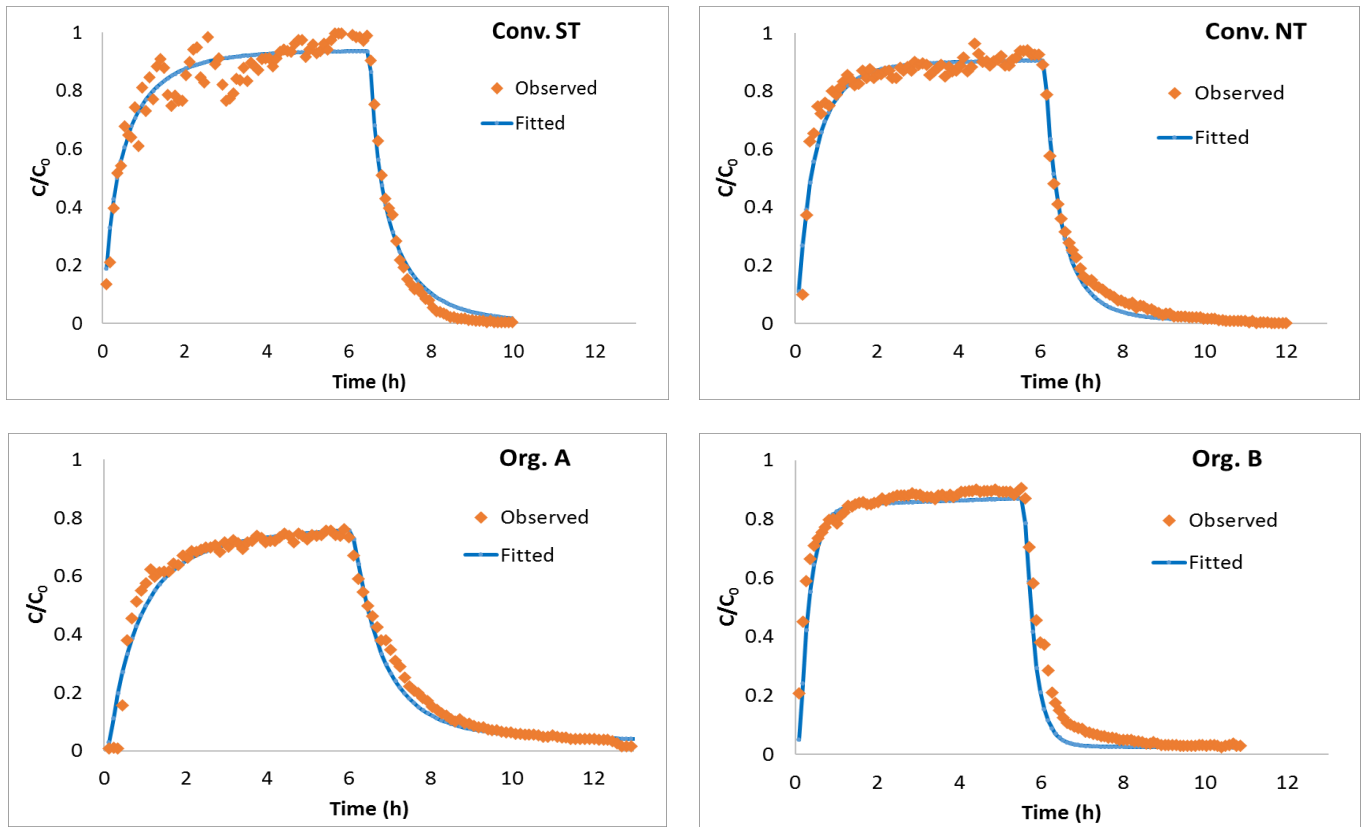 Conv. ST
1
0.8
0.6
0.4
0.2
0
C/C₀
Observed
Fitted
0 2 4 6 8 10 12
Time (h)
Conv. NT
1
0.8
0.6
0.4
0.2
0
C/C₀
Observed
Fitted
0 2 4 6 8 10 12
Time (h)
Org. A
1
0.8
0.6
0.4
0.2
0
C/C₀
Observed
Fitted
0 2 4 6 8 10 12
Time (h)
Org. B
1
0.8
0.6
0.4
0.2
0
C/C₀
Observed
Fitted
0 2 4 6 8 10 12
Time (h)